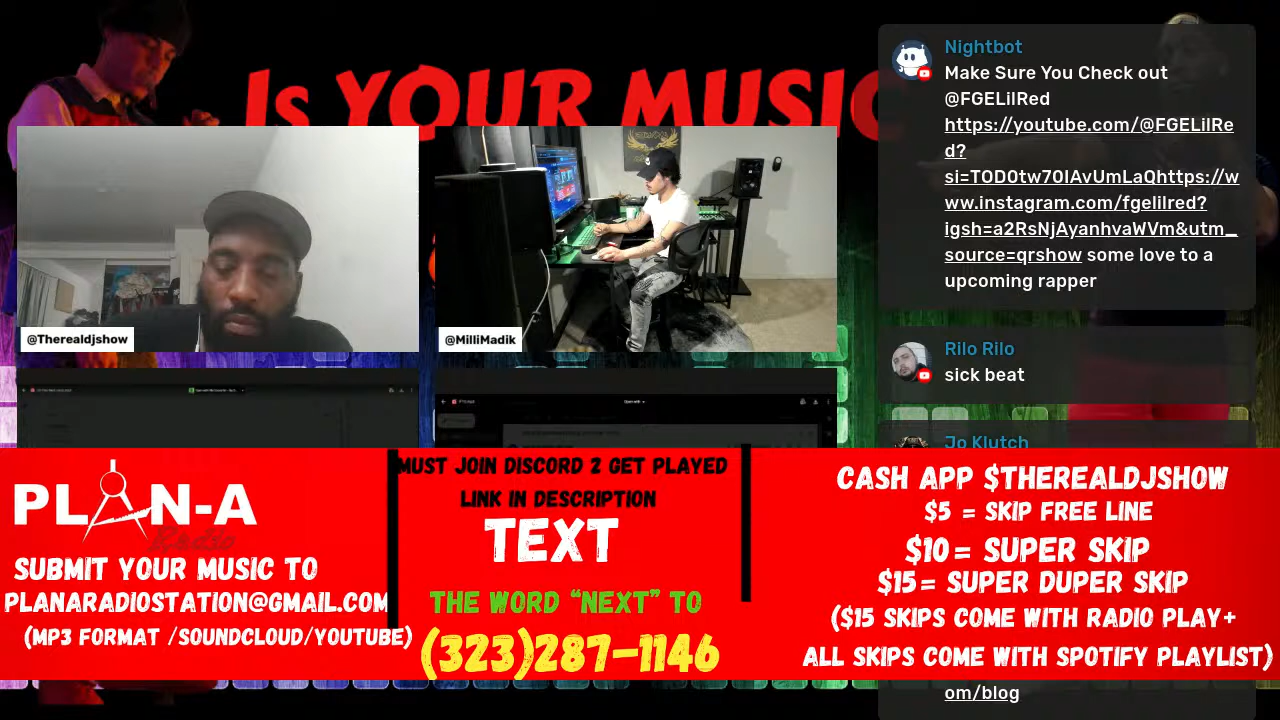 Is YOUR MUSIC
@Therealdjshow
@MilliMadik
Nightbot
Make Sure You Check out
@FGELilRed
https://youtube.com/@FGELilRe
d?
si=TOD0tw70IAvUmLaQhttps://w
ww.instagram.com/fgelilred?
igsh=a2RsNjAyanhvaWVm&utm_
source=qrshow some love to a
upcoming rapper
Rilo Rilo
sick beat
Jo Klutch
om/blog
PLAN-A
Radio
SUBMIT YOUR MUSIC TO
PLANARADIOSTATION@GMAIL.COM
(MP3 FORMAT /SOUNDCLOUD/YOUTUBE)
MUST JOIN DISCORD 2 GET PLAYED
LINK IN DESCRIPTION
TEXT
THE WORD “NEXT” TO
(323)287-1146
CASH APP $THEREALDJSHOW
$5 = SKIP FREE LINE
$10= SUPER SKIP
$15= SUPER DUPER SKIP
($15 SKIPS COME WITH RADIO PLAY+
ALL SKIPS COME WITH SPOTIFY PLAYLIST)